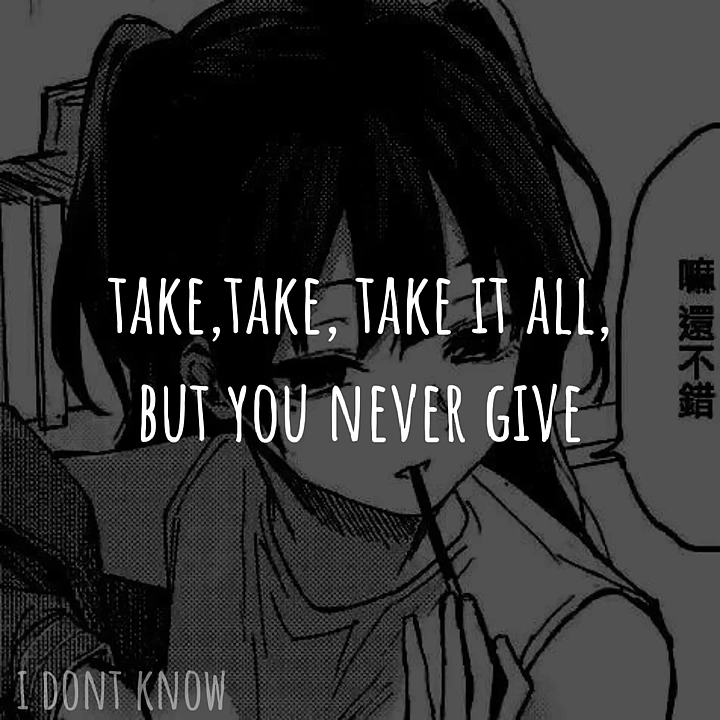 TAKE,TAKE, TAKE IT ALL,
BUT YOU NEVER GIVE
嘛還不錯
I DONT KNOW